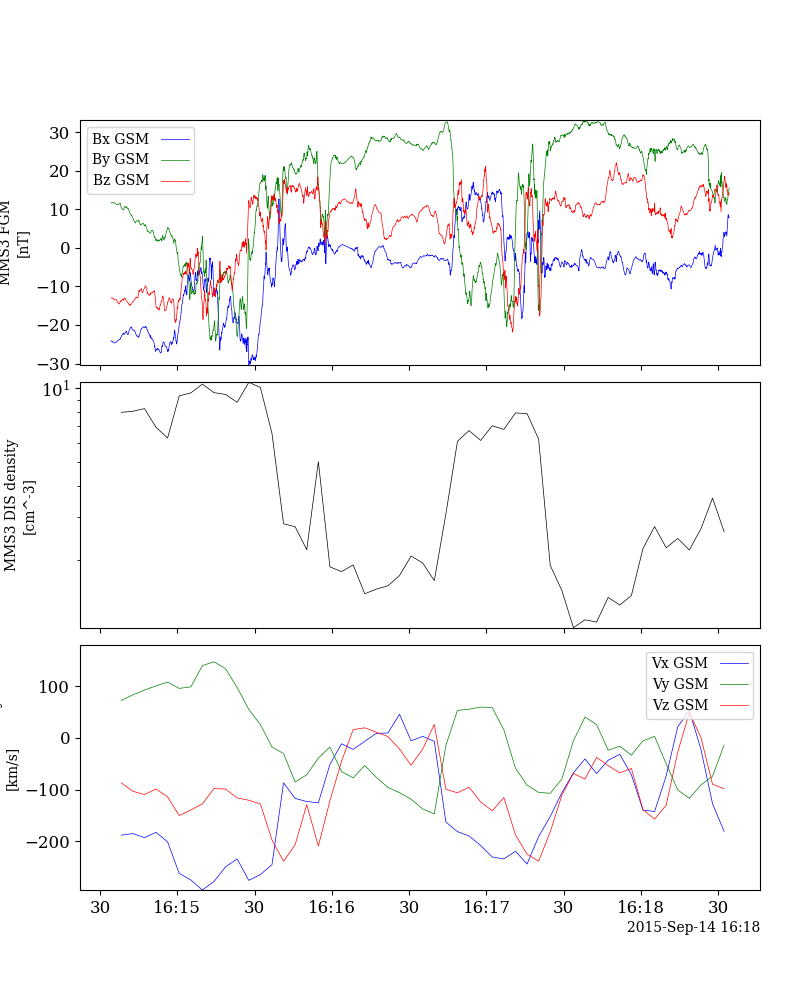 30
20
10
0
−10
−20
−30
MMS3 FGM
[nT]
Bx GSM
By GSM
Bz GSM
10^1
MMS3 DIS density
[cm^-3]
100
0
−100
−200
[km/s]
Vx GSM
Vy GSM
Vz GSM
30 16:15 30 16:16 30 16:17 30 16:18 30
2015-Sep-14 16:18